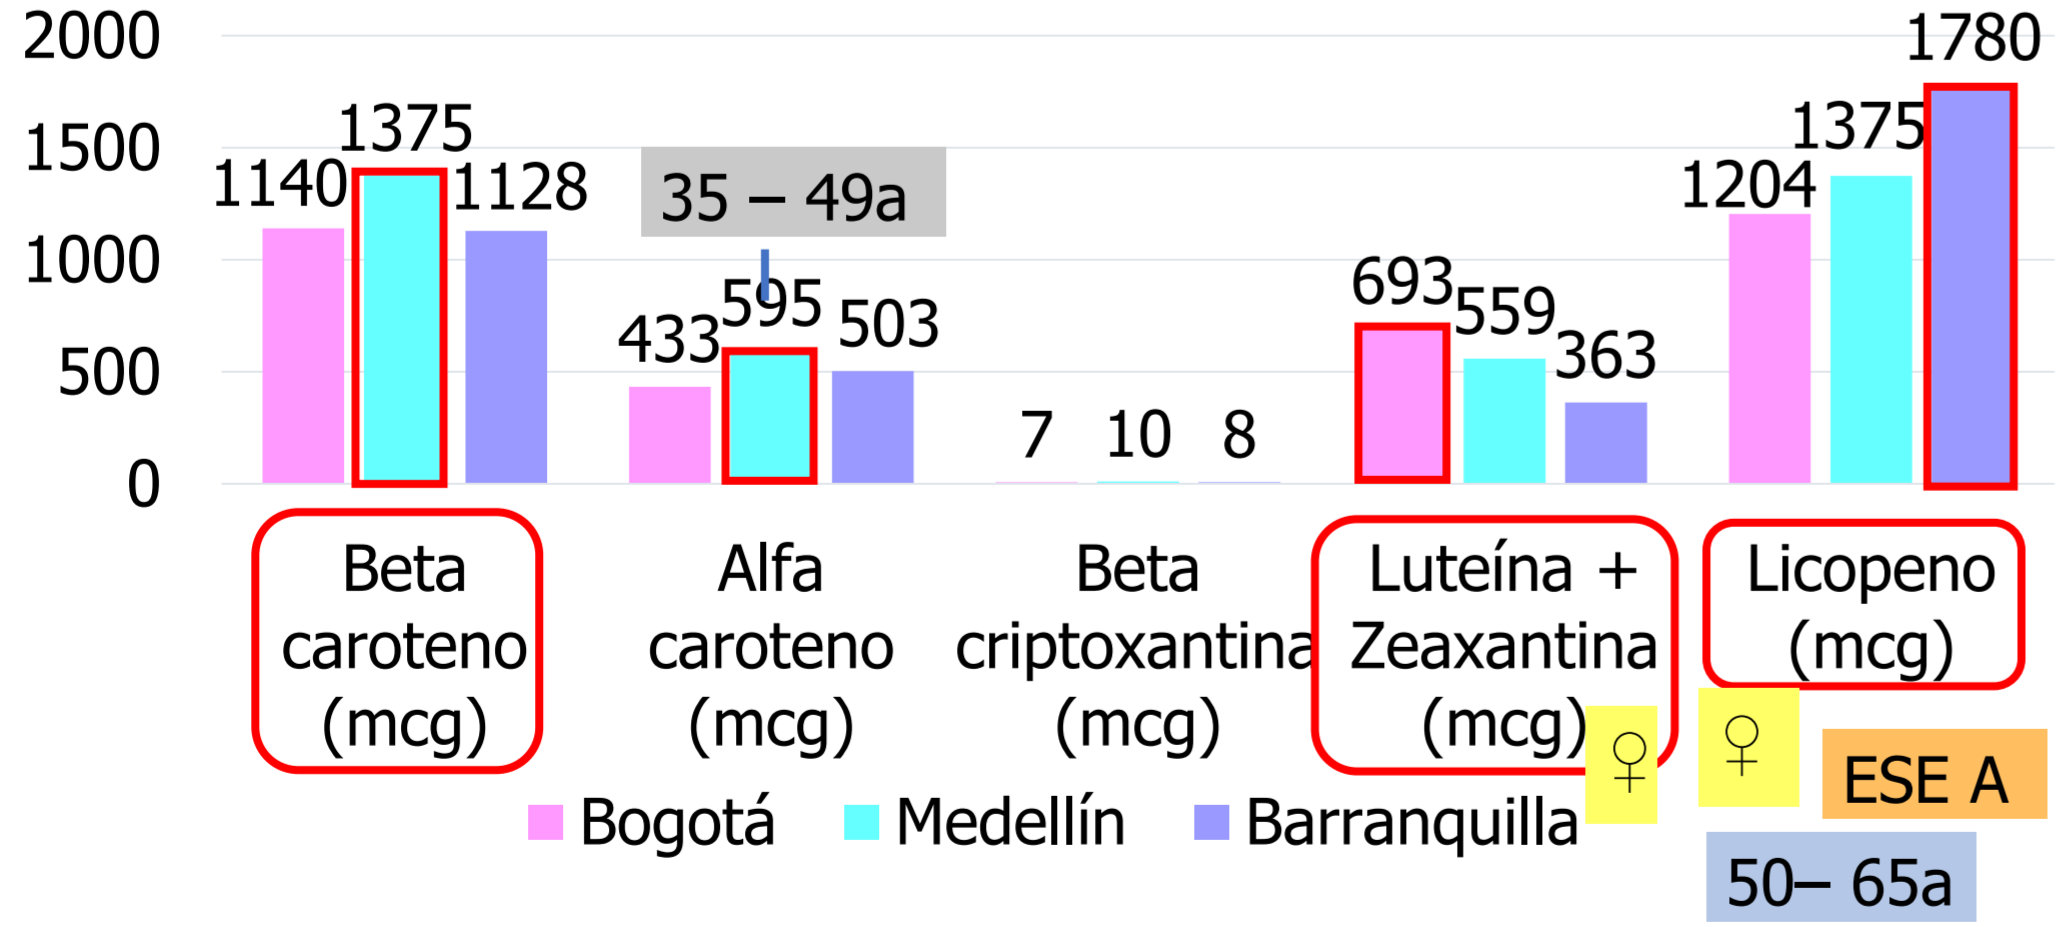 2000
1500
1000
500
0
1140
1375
1128
35 – 49a
433
595
503
7
10
8
693
559
363
1204
1375
1780
Beta
caroteno
(mcg)
Alfa
caroteno
(mcg)
Beta
criptoxantina
(mcg)
Luteína +
Zeaxantina
(mcg)
Licopeno
(mcg)
♀
♀
ESE A
50– 65a
Bogotá
Medellín
Barranquilla